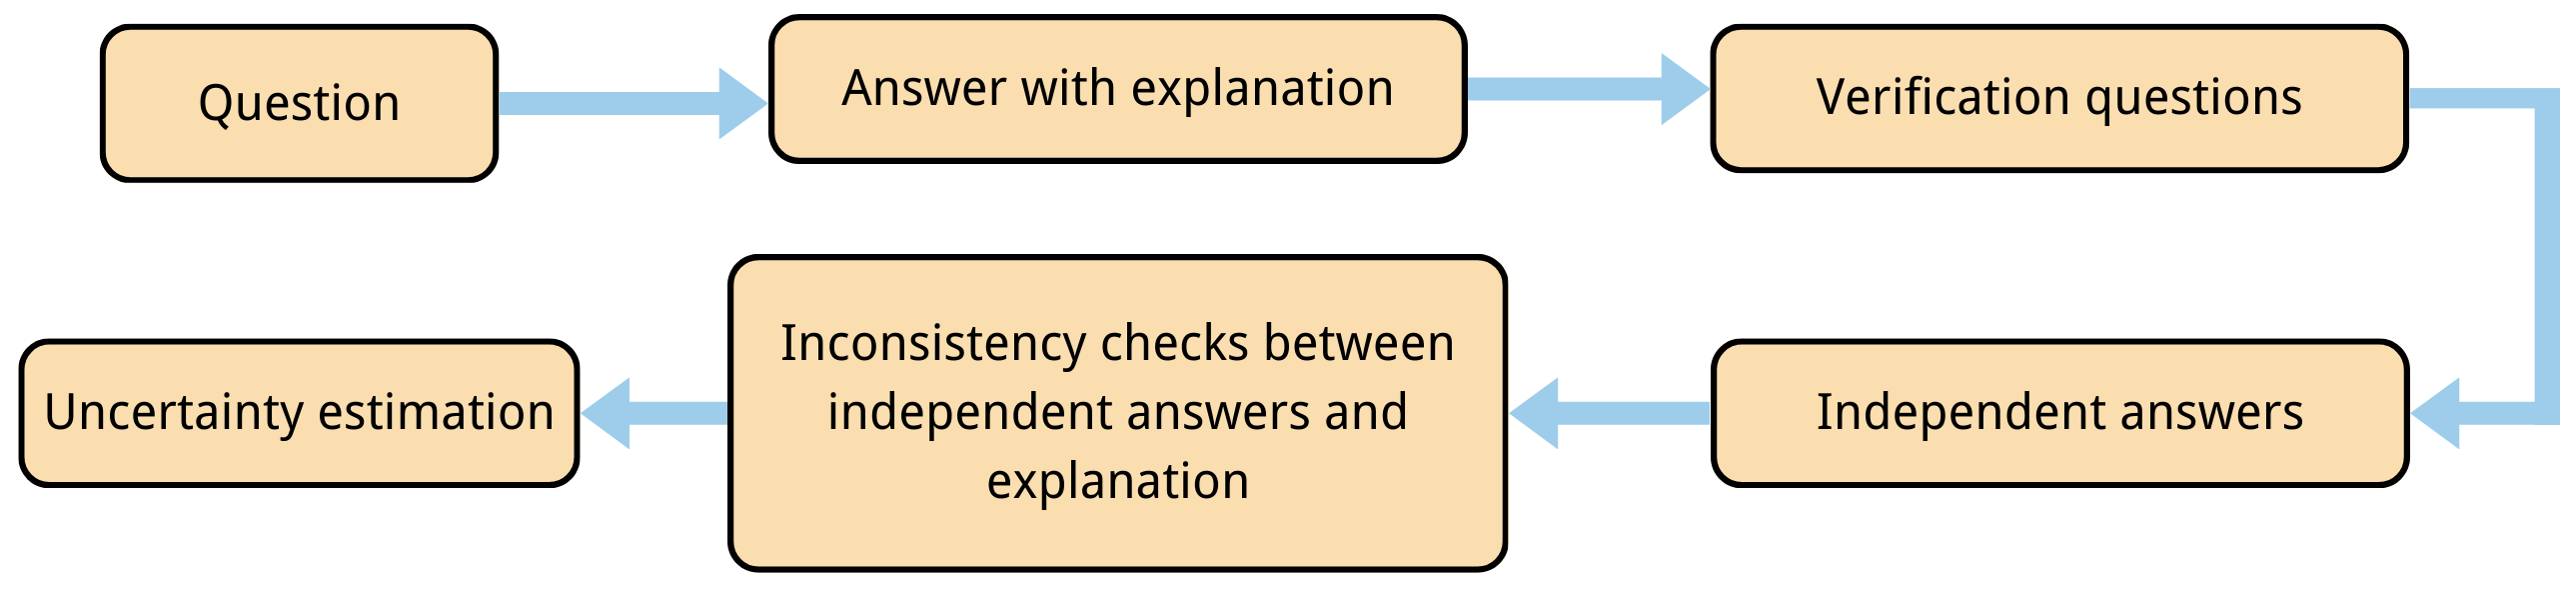 Question
Answer with explanation
Verification questions
Independent answers
Inconsistency checks between
independent answers and
explanation
Uncertainty estimation